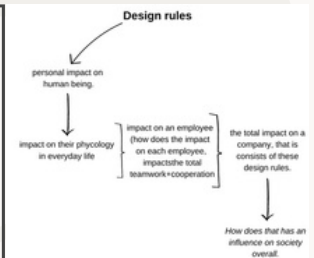 Design rules
personal impact on
human being.
impact on their phycology
in everyday life
impact on an employee
(how does the impact
on each employee,
impactsthe total
teamwork+cooperation
the total impact on a
company, that is
consists of these
design rules.
How does that has an
influence on society
overall.